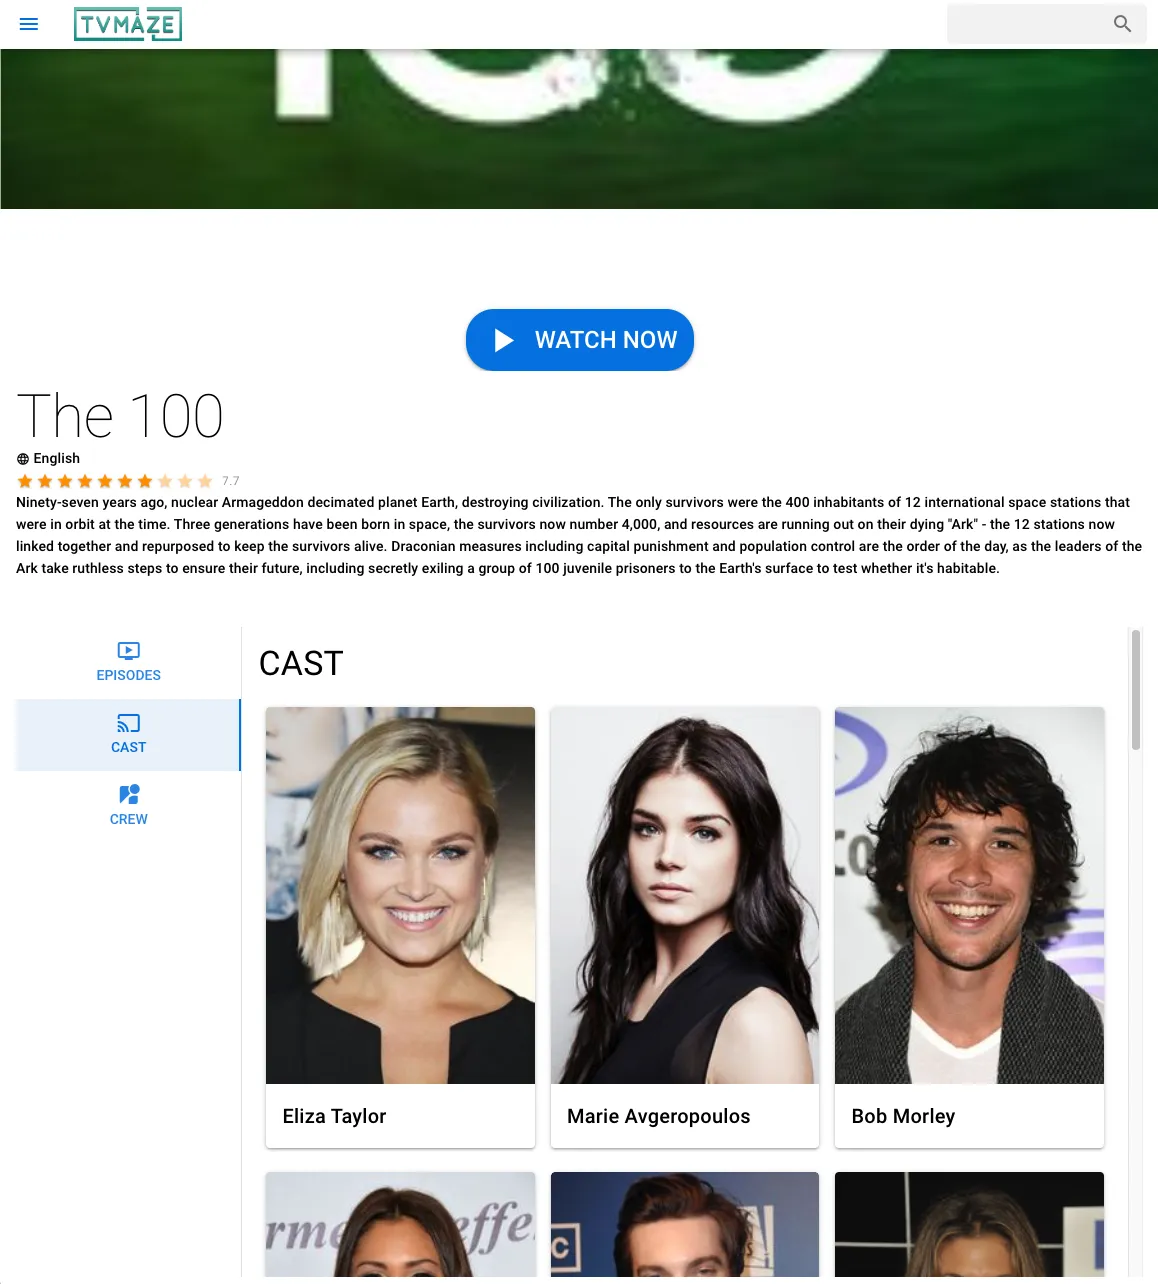 TVMAZE
100
WATCH NOW
The 100
English
7.7
Ninety-seven years ago, nuclear Armageddon decimated planet Earth, destroying civilization. The only survivors were the 400 inhabitants of 12 international space stations that
were in orbit at the time. Three generations have been born in space, the survivors now number 4,000, and resources are running out on their dying "Ark" - the 12 stations now
linked together and repurposed to keep the survivors alive. Draconian measures including capital punishment and population control are the order of the day, as the leaders of the
Ark take ruthless steps to ensure their future, including secretly exiling a group of 100 juvenile prisoners to the Earth's surface to test whether it's habitable.
EPISODES
CAST
CREW
CAST
Eliza Taylor
Marie Avgeropoulos
Bob Morley